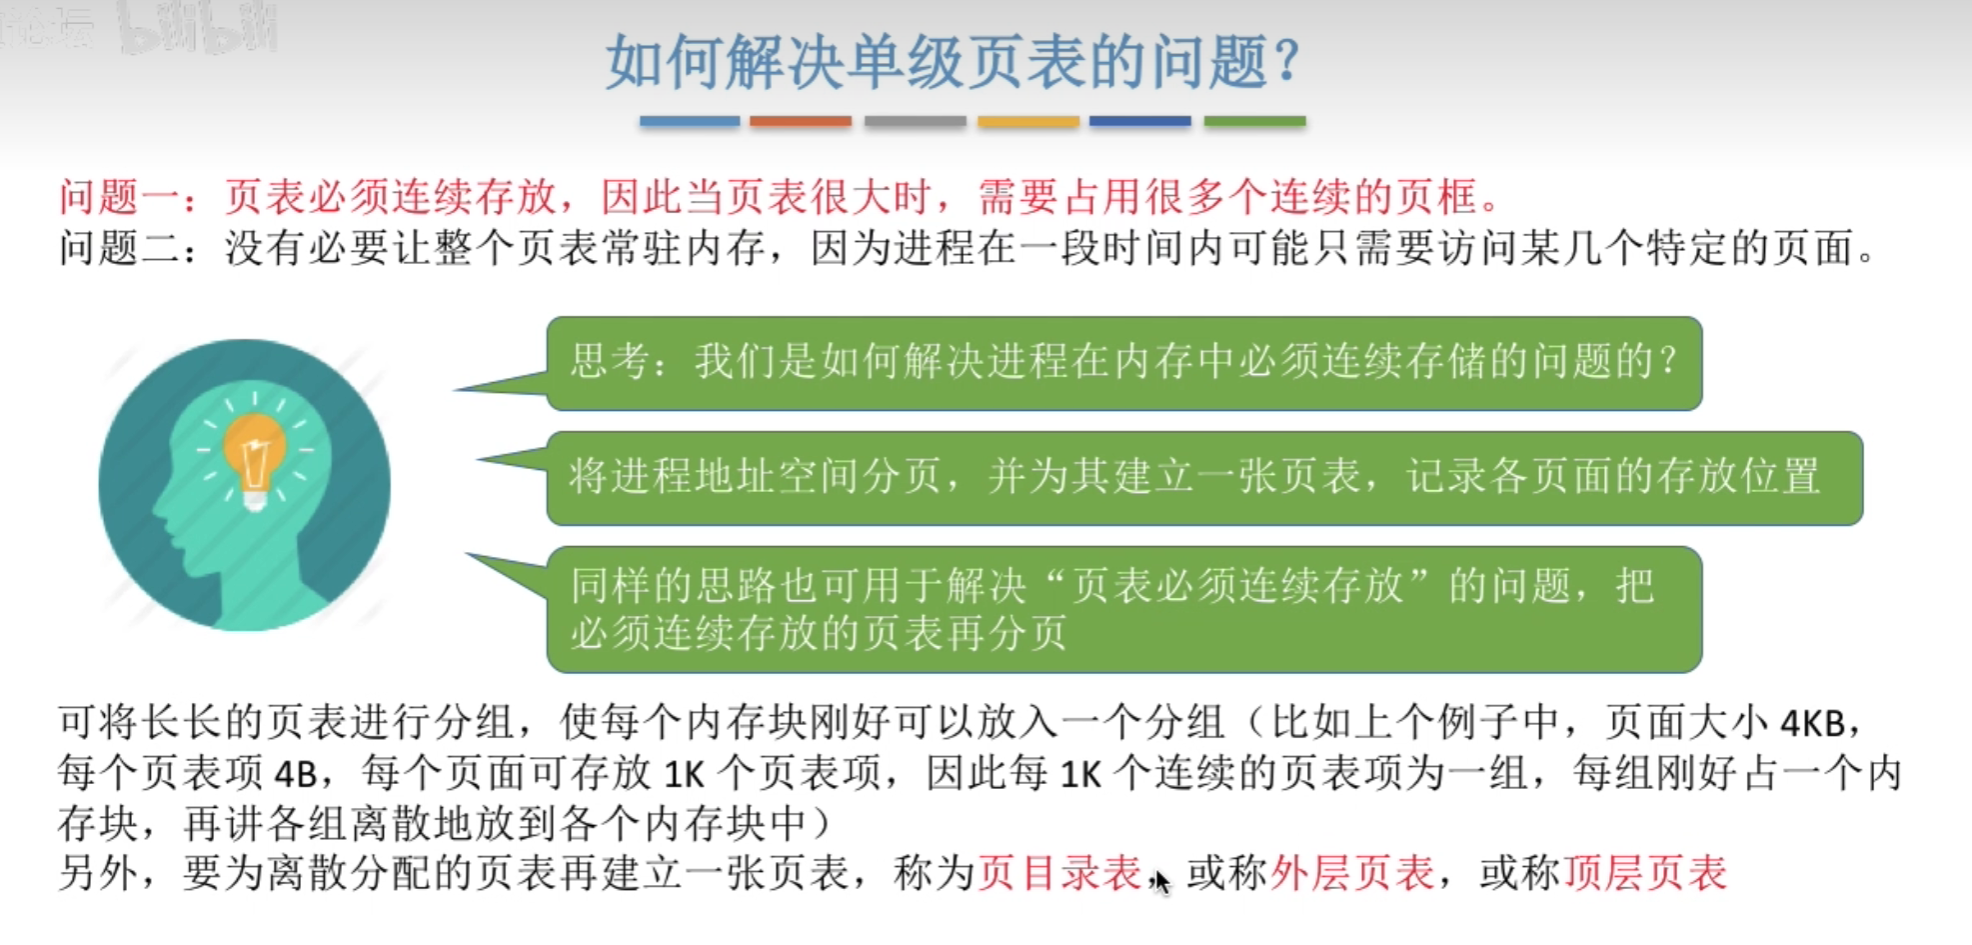 论坛 bilibili
如何解决单级页表的问题？
问题一：页表必须连续存放，因此当页表很大时，需要占用很多个连续的页框。
问题二：没有必要让整个页表常驻内存，因为进程在一段时间内可能只需要访问某几个特定的页面。
思考：我们是如何解决进程在内存中必须连续存储的问题的？
将进程地址空间分页，并为其建立一张页表，记录各页面的存放位置
同样的思路也可用于解决“页表必须连续存放”的问题，把
必须连续存放的页表再分页
可将长长的页表进行分组，使每个内存块刚好可以放入一个分组（比如上个例子中，页面大小 4KB，
每个页表项 4B，每个页面可存放 1K 个页表项，因此每 1K 个连续的页表项为一组，每组刚好占一个内
存块，再讲各组离散地放到各个内存块中）
另外，要为离散分配的页表再建立一张页表，称为页目录表，或称外层页表，或称顶层页表